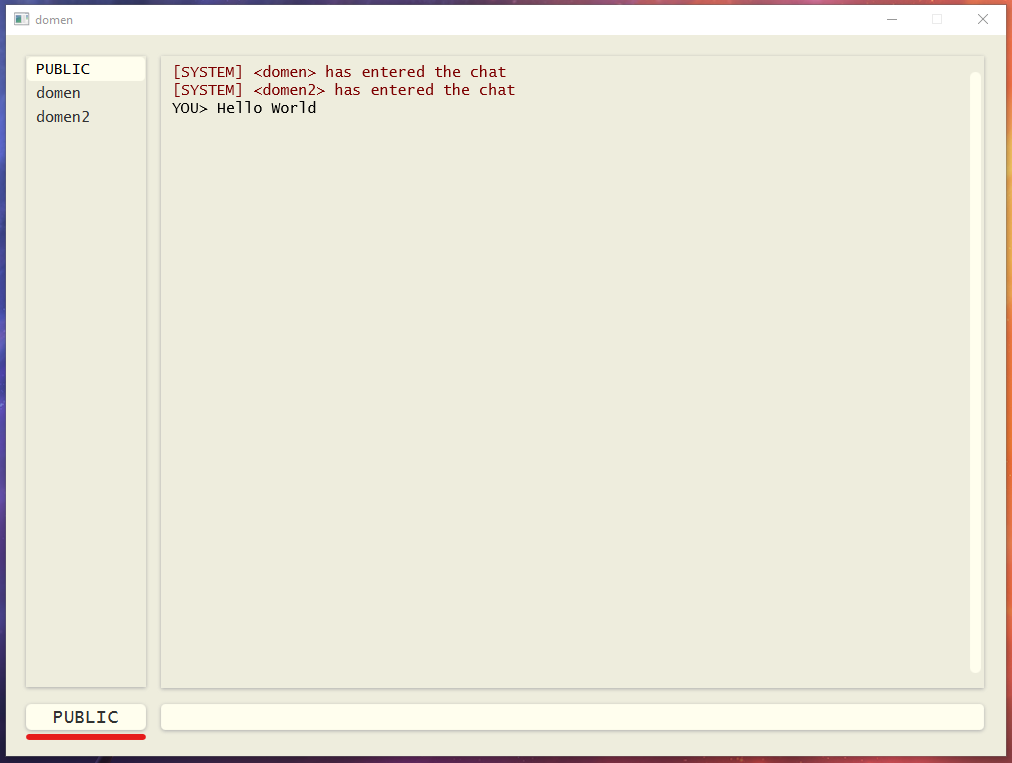 domen
PUBLIC
domen
domen2
[SYSTEM] <domen> has entered the chat
[SYSTEM] <domen2> has entered the chat
YOU> Hello World
PUBLIC